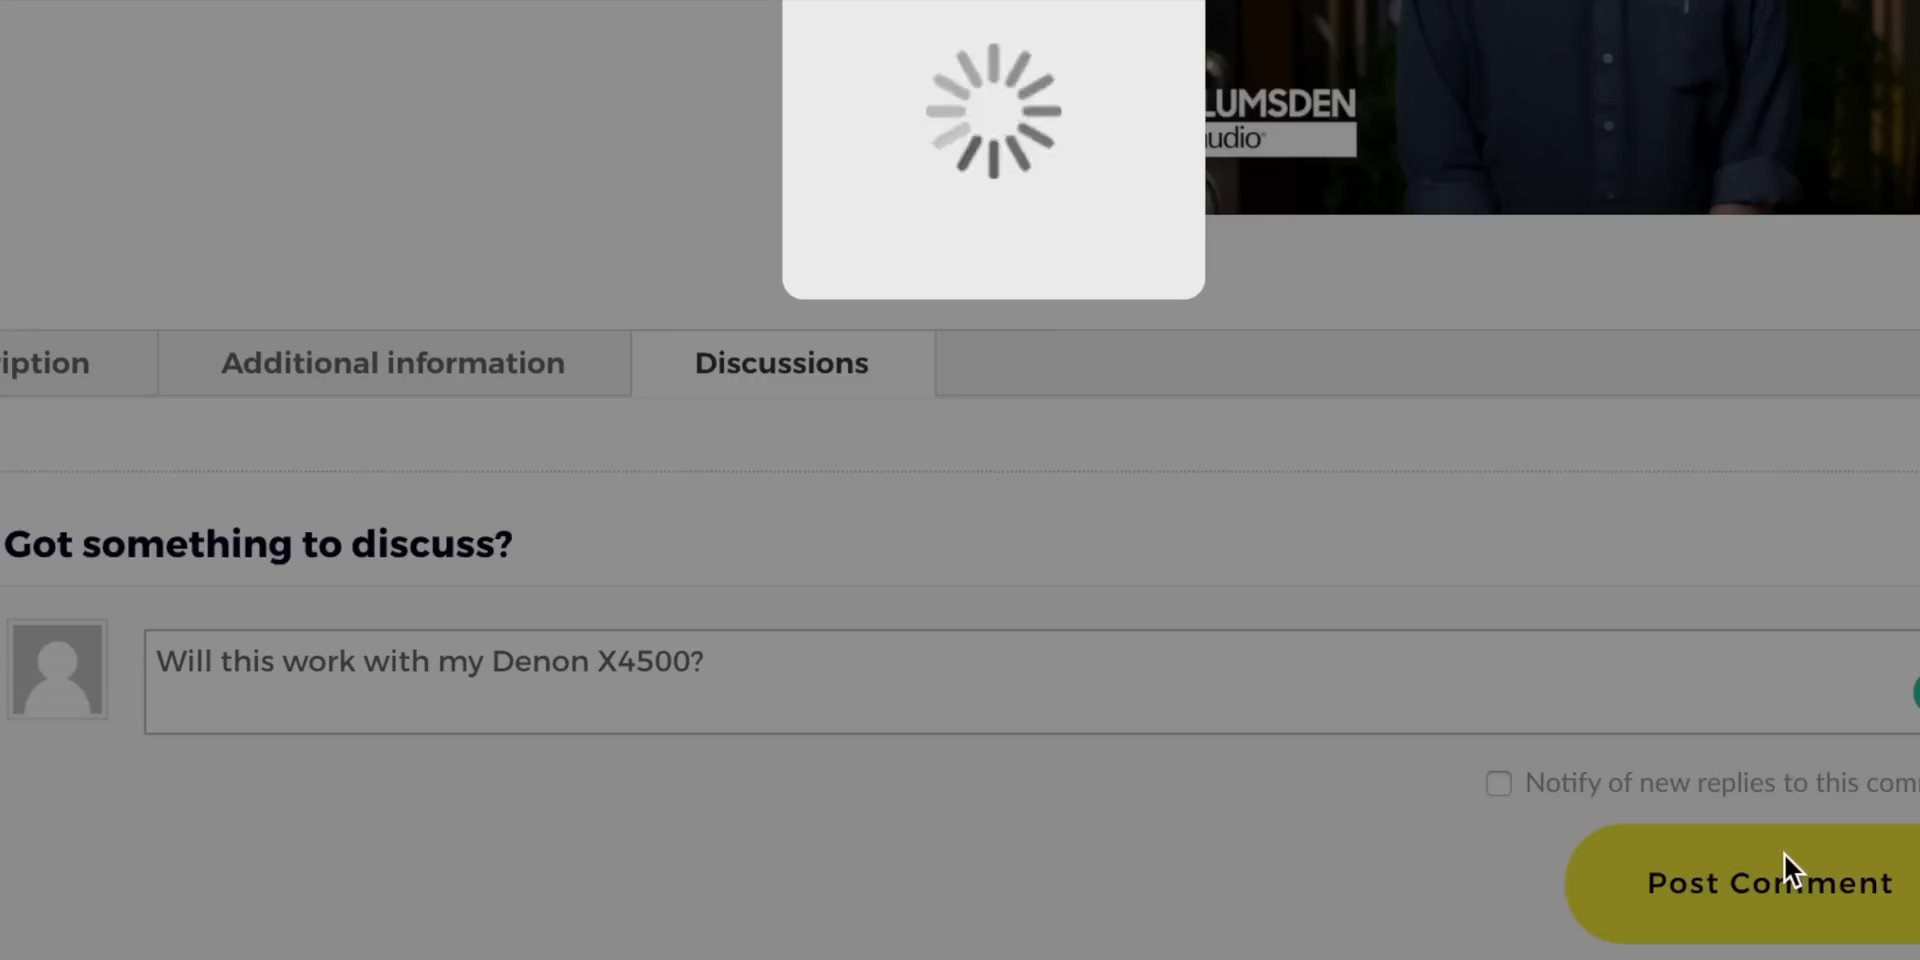 LUMSDEN
udio
iption
Additional information
Discussions
Got something to discuss?
Will this work with my Denon X4500?
Notify of new replies to this com
Post Comment